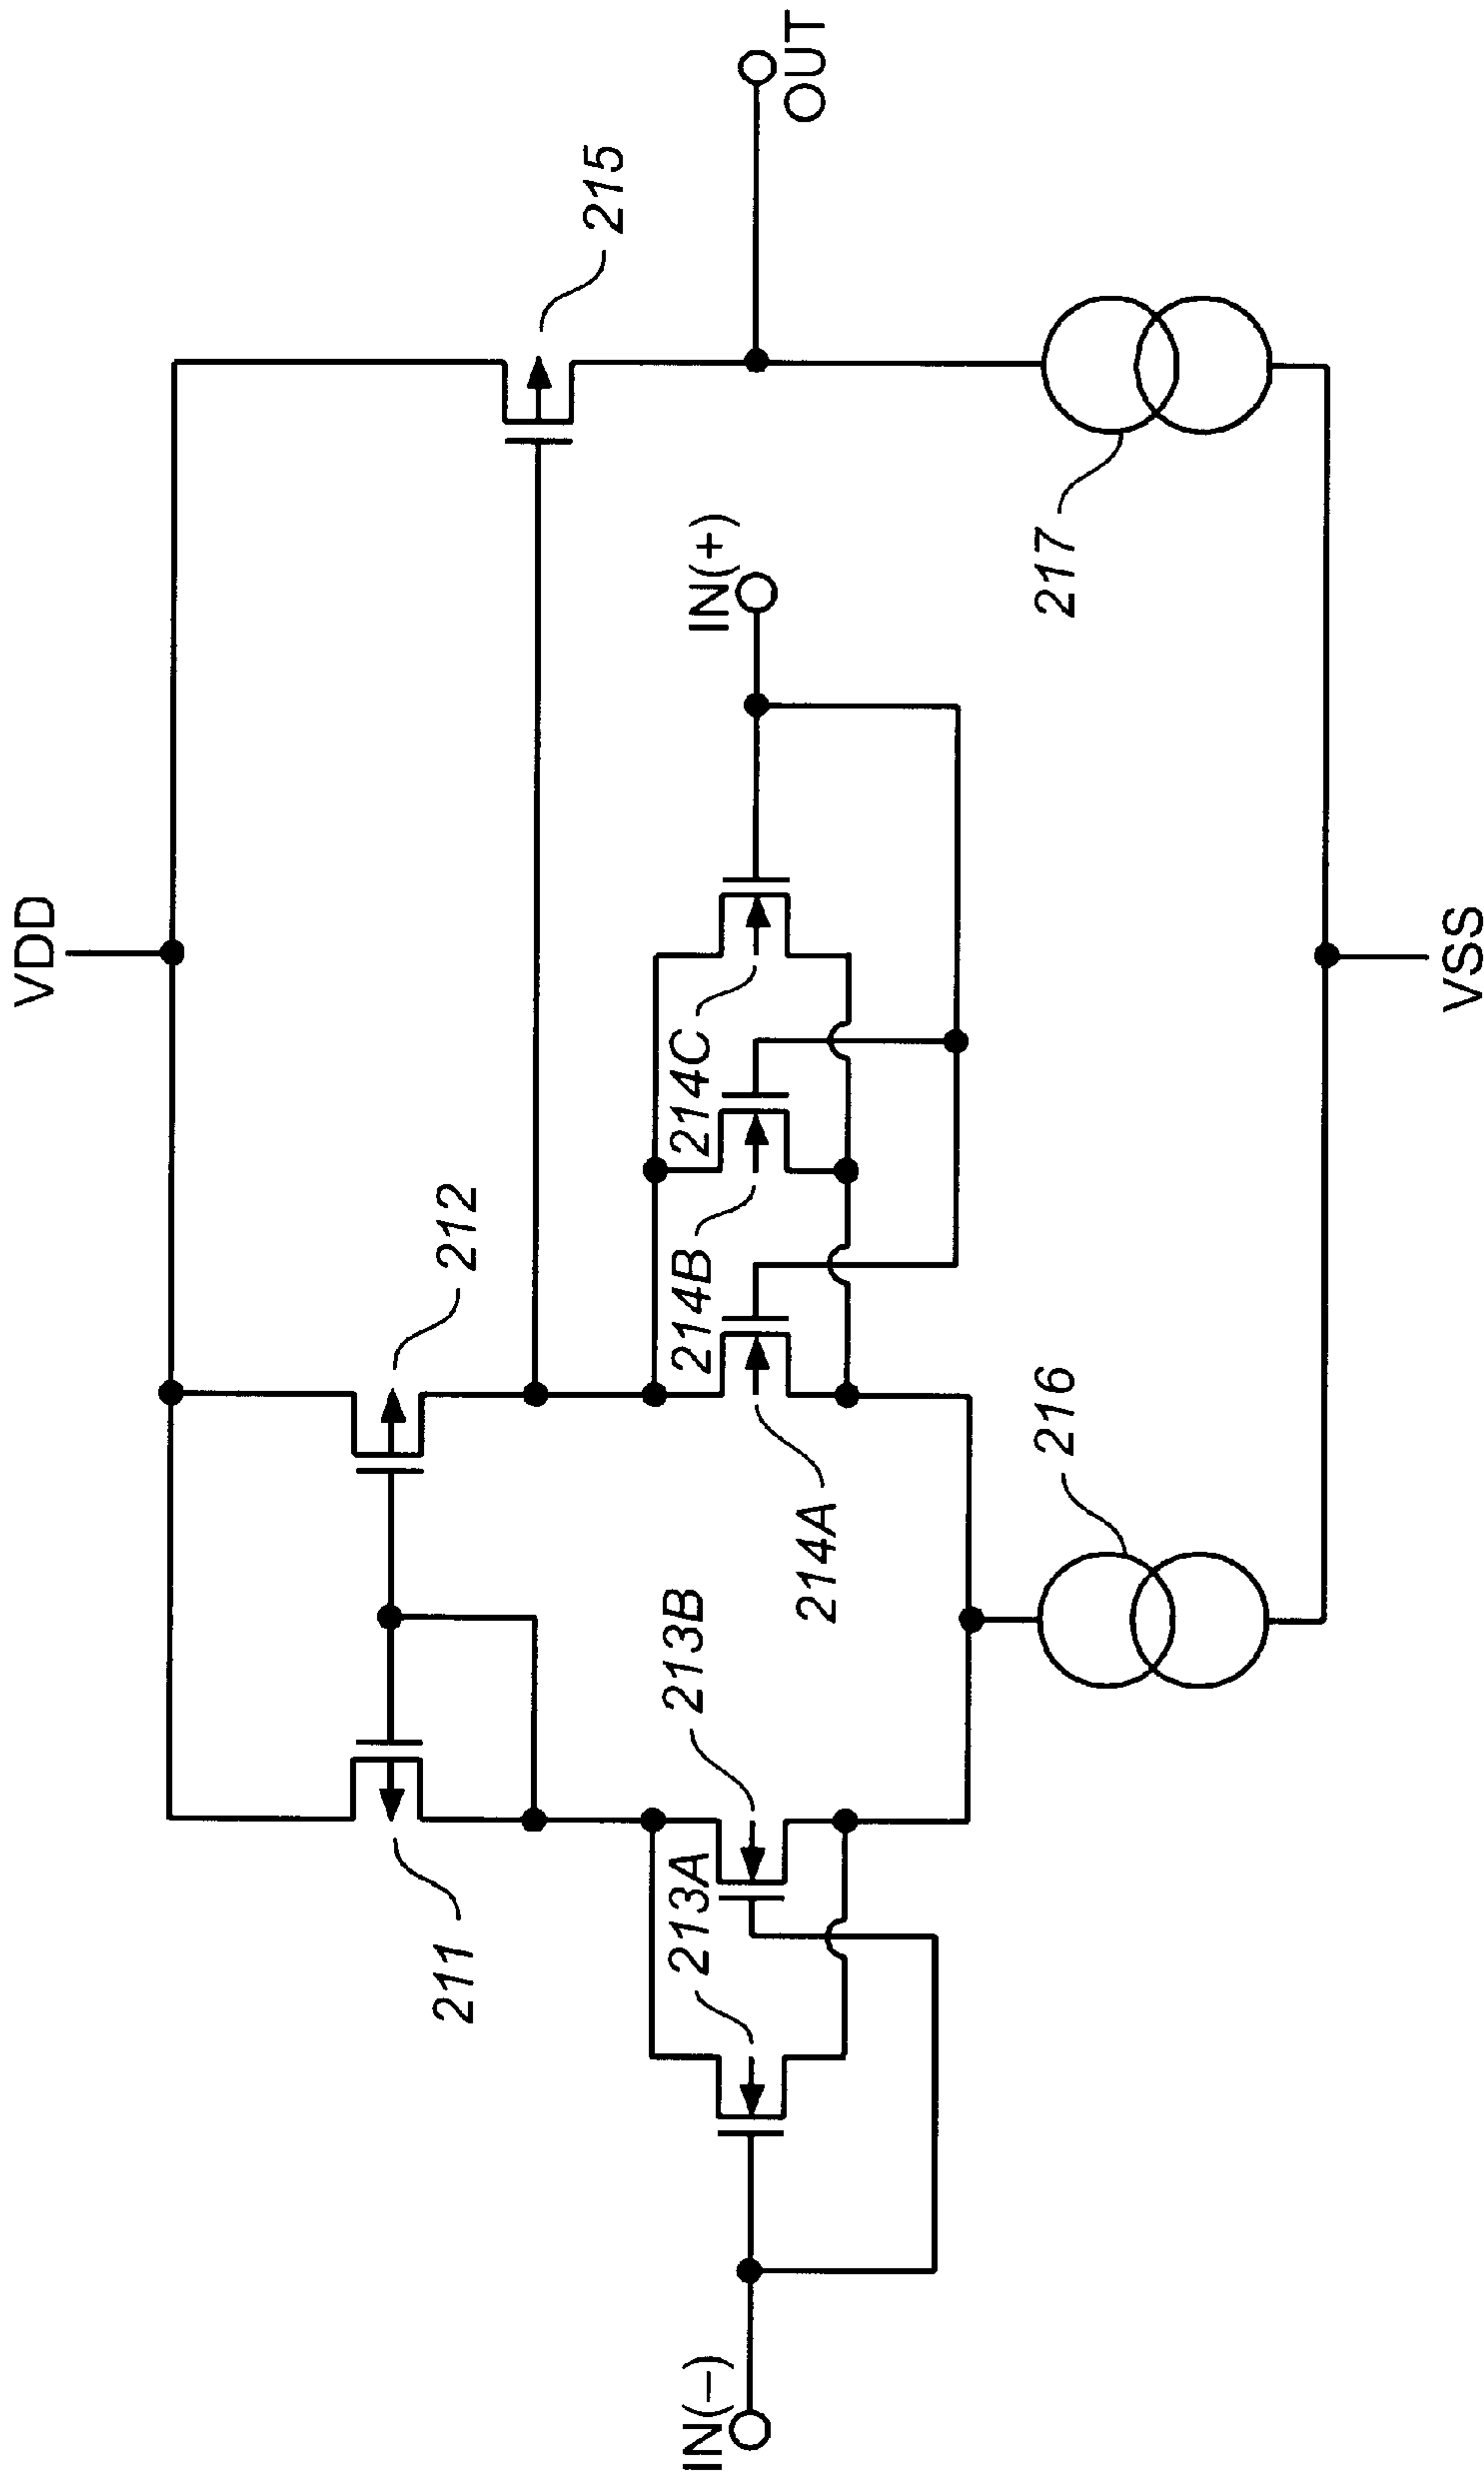 VDD
211
212
215
IN(−)
213A
213B
214A
214B
214C
IN(+)
OUT
216
217
VSS